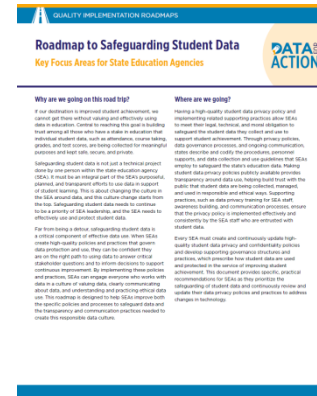 QUALITY IMPLEMENTATION ROADMAPS
Roadmap to Safeguarding Student Data
Key Focus Areas for State Education Agencies
DATA FOR
ACTION
Why are we going on this road trip?
If our destination is improved student achievement, we
cannot get there without valuing and effectively using
data in education. Central to reaching this goal is building
trust among all those who have a stake in education that
individual student data, such as attendance, course taking,
grades, and test scores, are being collected for meaningful
purposes and kept safe, secure, and private.
Safeguarding student data is not just a technical project
done by one person within the state education agency
(SEA). It must be an integral part of the SEA's purposeful,
planned, and transparent efforts to use data in support
of student learning. This is about changing the culture in
the SEA around data, and this culture change starts from
the top. Safeguarding student data needs to continue
to be a priority of SEA leadership, and the SEA needs to
effectively use and protect student data.
Far from being a detour, safeguarding student data is
a critical component of effective data use. When SEAs
create high-quality policies and practices that govern
data protection and use, they can be confident they
are on the right path to using data to answer critical
stakeholder questions and to inform decisions to support
continuous improvement. By implementing these policies
and practices, SEAs can engage everyone who works with
data in a culture of valuing data, clearly communicating
about data, and understanding and practicing ethical data
use. This roadmap is designed to help SEAs improve both
the specific policies and processes to safeguard data and
the transparency and communication practices needed to
create this responsible data culture.
Where are we going?
Having a high-quality student data privacy policy and
implementing related supporting practices allow SEAs
to meet their legal, technical, and moral obligation to
safeguard the student data they collect and use to
support student achievement. Through privacy policies,
data governance processes, and ongoing communication,
states describe and codify the procedures, personnel
supports, and data collection and use guidelines that SEAs
employ to safeguard the state's education data. Making
student data privacy policies publicly available provides
transparency around data use, helping build trust with the
public that student data are being collected, managed,
and used in responsible and ethical ways. Supporting
practices, such as data privacy training for SEA staff,
awareness building, and communication processes, ensure
that the privacy policy is implemented effectively and
consistently by the SEA staff who are entrusted with
student data.
Every SEA must create and continuously update high-
quality student data privacy and confidentiality policies
and develop supporting governance structures and
practices, which prescribe how student data are used
and protected in the service of improving student
achievement. This document provides specific, practical
recommendations for SEAs as they prioritize the
safeguarding of student data and continuously review and
update their data privacy policies and practices to address
changes in technology.